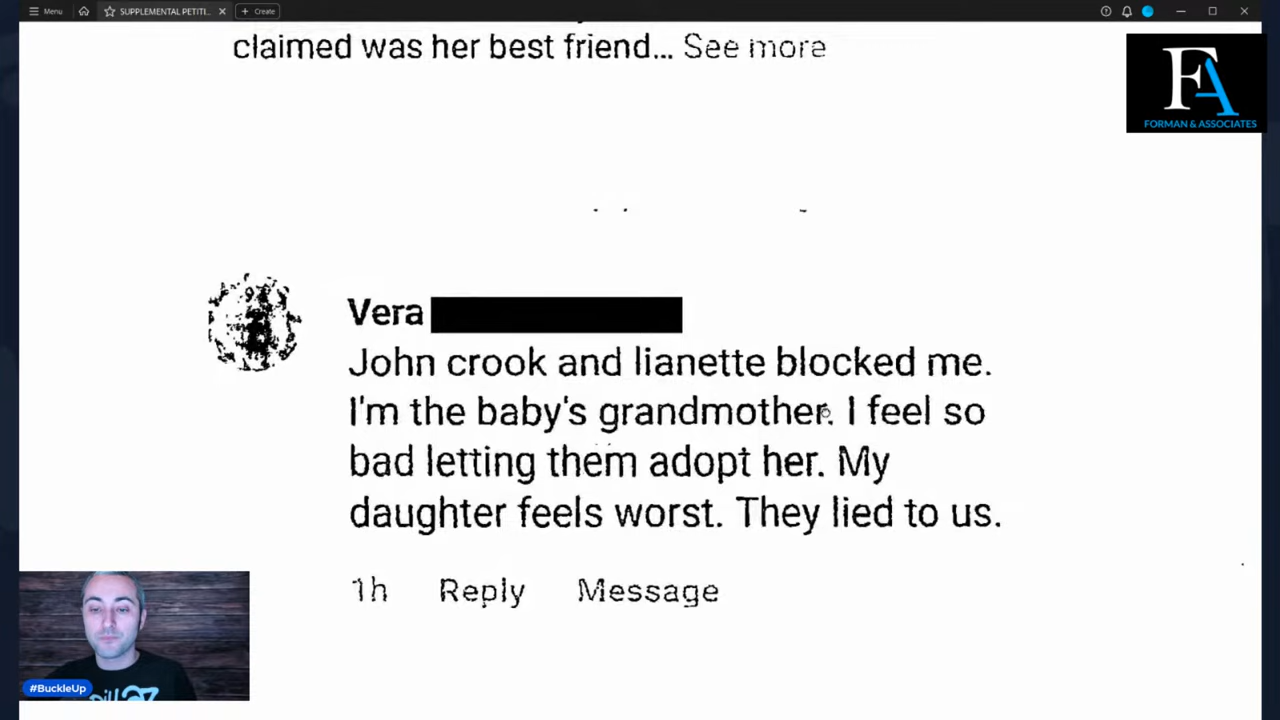 Menu
SUPPLEMENTAL PETITI...
Create
claimed was her best friend... See more
FA
FORMAN & ASSOCIATES
Vera
John crook and lianette blocked me.
I'm the baby's grandmother. I feel so
bad letting them adopt her. My
daughter feels worst. They lied to us.
1h Reply Message
#BuckleUp